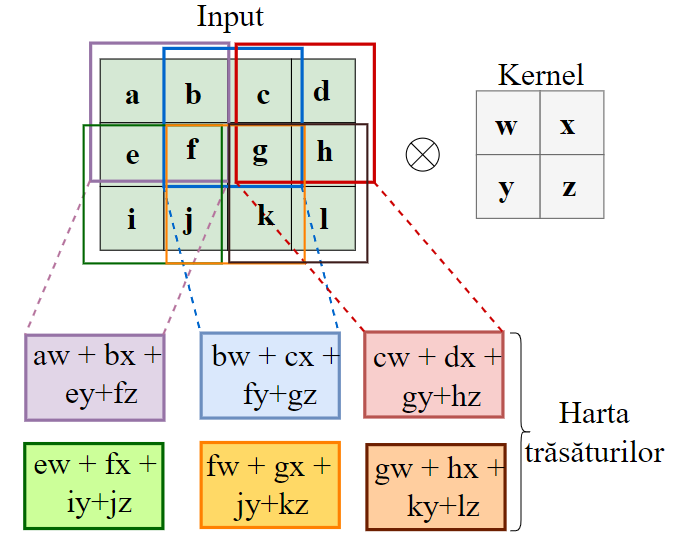 Input
Kernel
a b c d
e f g h
i j k l
w x
y z
aw + bx +
ey+fz
bw + cx +
fy+gz
cw + dx +
gy+hz
ew + fx +
iy+jz
fw + gx +
jy+kz
gw + hx +
ky+lz
Harta
trăsăturilor